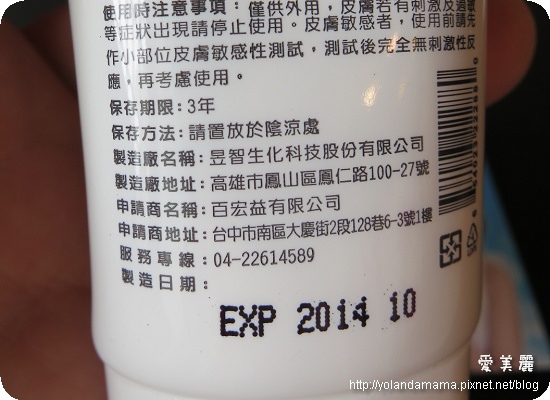 使用時注意事項：僅供外用，皮膚若有刺激及過敏
等症狀出現請停止使用。皮膚敏感者，使用前請先
作小部位皮膚敏感性測試，測試後完全無刺激性反
應，再考慮使用。
保存期限：3年
保存方法：請置放於陰涼處
製造廠名稱：昱智生化科技股份有限公司
製造廠地址：高雄市鳳山區鳳仁路100-27號
申請商名稱：百宏益有限公司
申請商地址：台中市南區大慶街2段128巷6-3號1樓
服務專線：04-22614589
製造日期：
EXP 2014 10
愛美麗
http://yolandamama.pixnet.net/blog